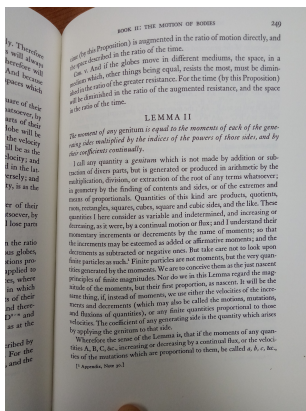 BOOK II: THE MOTION OF BODIES 249
case (by this Proposition) is augmented in the ratio of motion directly, and
the space described in the ratio of the time.
Cor. v. And if the globes move in different mediums, the space, in a
medium which, other things being equal, resists the most, must be dimin-
ished in the ratio of the greater resistance. For the time (by this Proposition)
will be diminished in the ratio of the augmented resistance, and the space
in the ratio of the time.
LEMMA II
The moment of any genitum is equal to the moments of each of the gene-
rating sides multiplied by the indices of the powers of those sides, and by
their coefficients continually.
I call any quantity a genitum which is not made by addition or sub-
traction of divers parts, but is generated or produced in arithmetic by the
multiplication, division, or extraction of the root of any terms whatsoever;
in geometry by the finding of contents and sides, or of the extremes and
means of proportionals. Quantities of this kind are products, quotients,
roots, rectangles, squares, cubes, square and cubic sides, and the like. These
quantities I here consider as variable and indetermined, and increasing or
decreasing, as it were, by a continual motion or flux; and I understand their
momentary increments or decrements by the name of moments; so that
the increments may be esteemed as added or affirmative moments; and the
decrements as subtracted or negative ones. But take care not to look upon
finite particles as such.¹ Finite particles are not moments, but the very quan-
tities generated by the moments. We are to conceive them as the just nascent
principles of finite magnitudes. Nor do we in this Lemma regard the mag-
nitude of the moments, but their first proportion, as nascent. It will be the
same thing, if, instead of moments, we use either the velocities of the incre-
ments and decrements (which may also be called the motions, mutations,
and fluxions of quantities), or any finite quantities proportional to those
velocities. The coefficient of any generating side is the quantity which arises
by applying the genitum to that side.
Wherefore the sense of the Lemma is, that if the moments of any quan-
tities A, B, C, &c., increasing or decreasing by a continual flux, or the veloci-
ties of the mutations which are proportional to them, be called a, b, c, &c.,
[¹ Appendix, Note 30.]